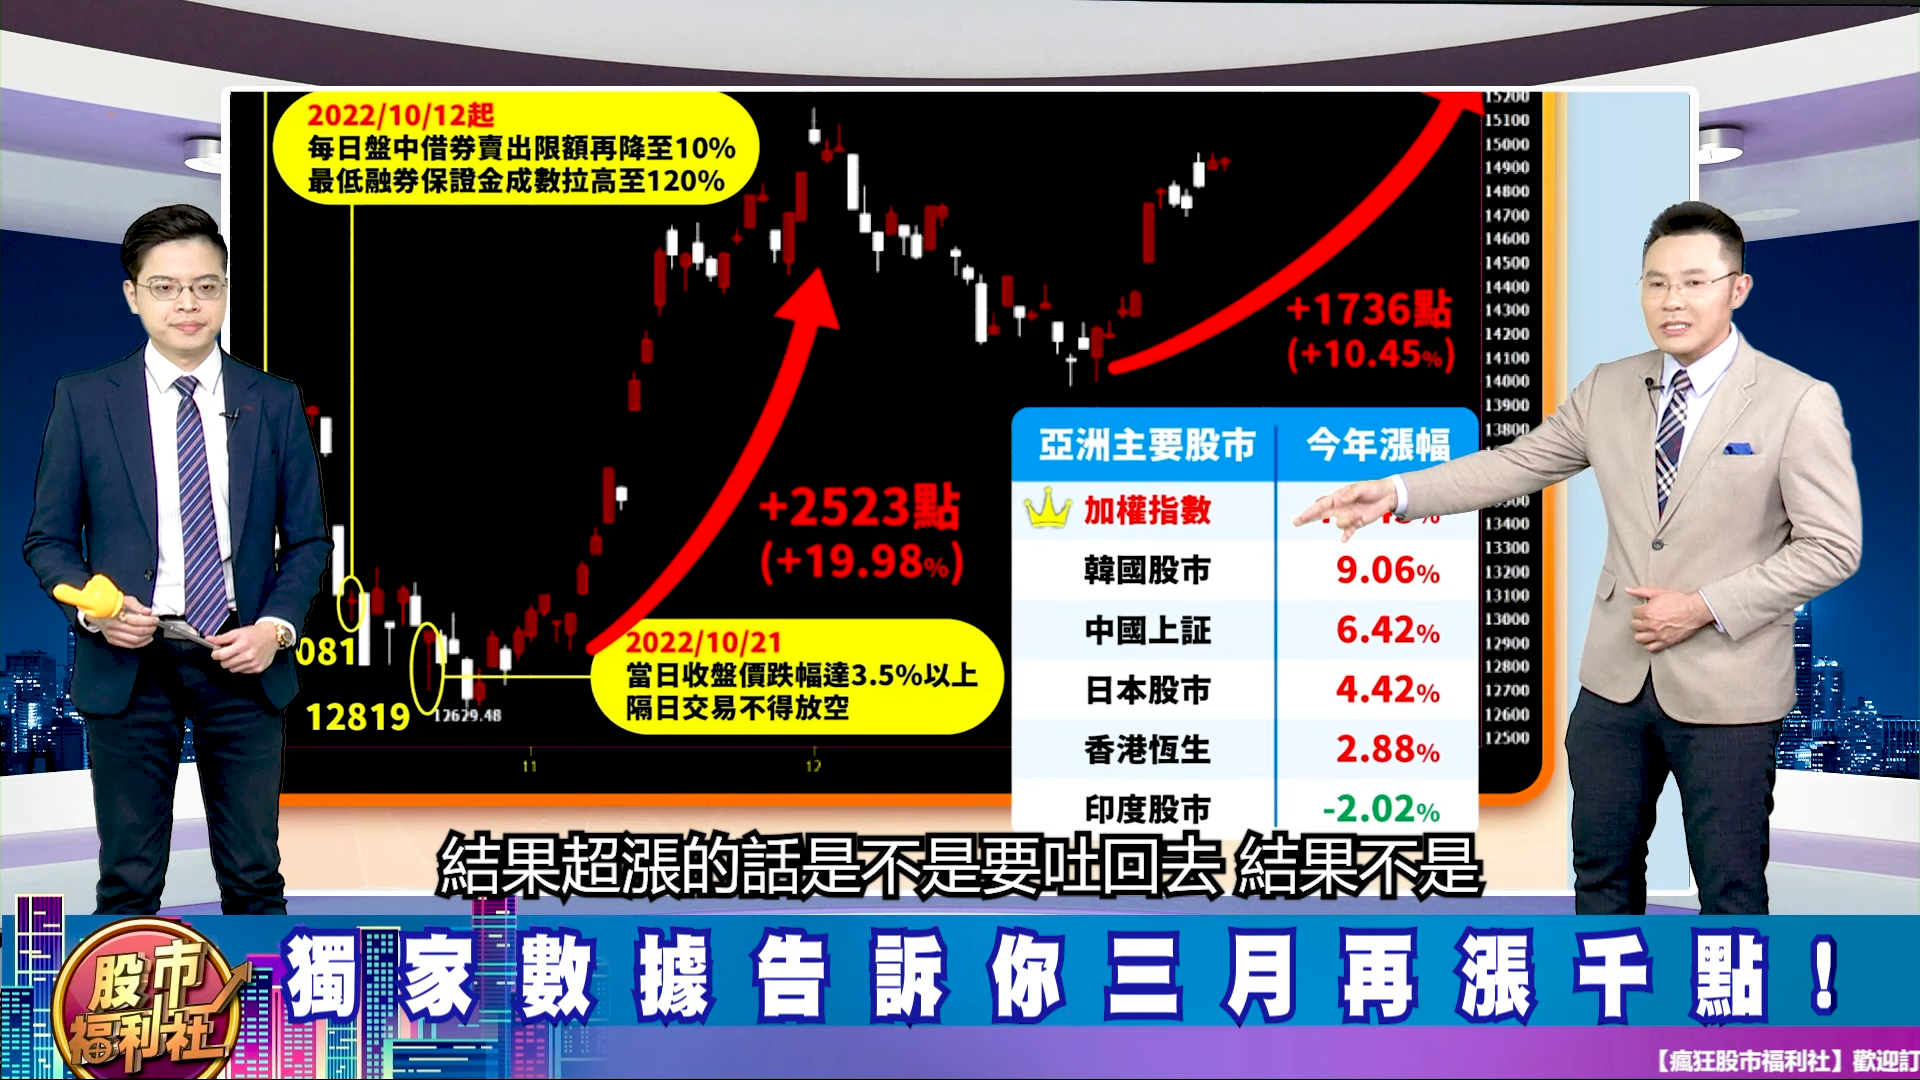 2022/10/12起
每日盤中借券賣出限額再降至10%
最低融券保證金成數拉高至120%
15200
15100
15000
14900
14800
14700
14600
14500
14400
14300
14200
14100
14000
13900
13800
13400
13300
13200
13100
13000
12900
12800
12700
12600
12500
+1736點
(+10.45%)
+2523點
(+19.98%)
亞洲主要股市 今年漲幅
加權指數
韓國股市 9.06%
中國上証 6.42%
日本股市 4.42%
香港恆生 2.88%
印度股市 -2.02%
2022/10/21
當日收盤價跌幅達3.5%以上
隔日交易不得放空
081
12819
12629.48
11
12
結果超漲的話是不是要吐回去 結果不是
獨家數據告訴你三月再漲千點!
股市
福利社
【瘋狂股市福利社】歡迎訂